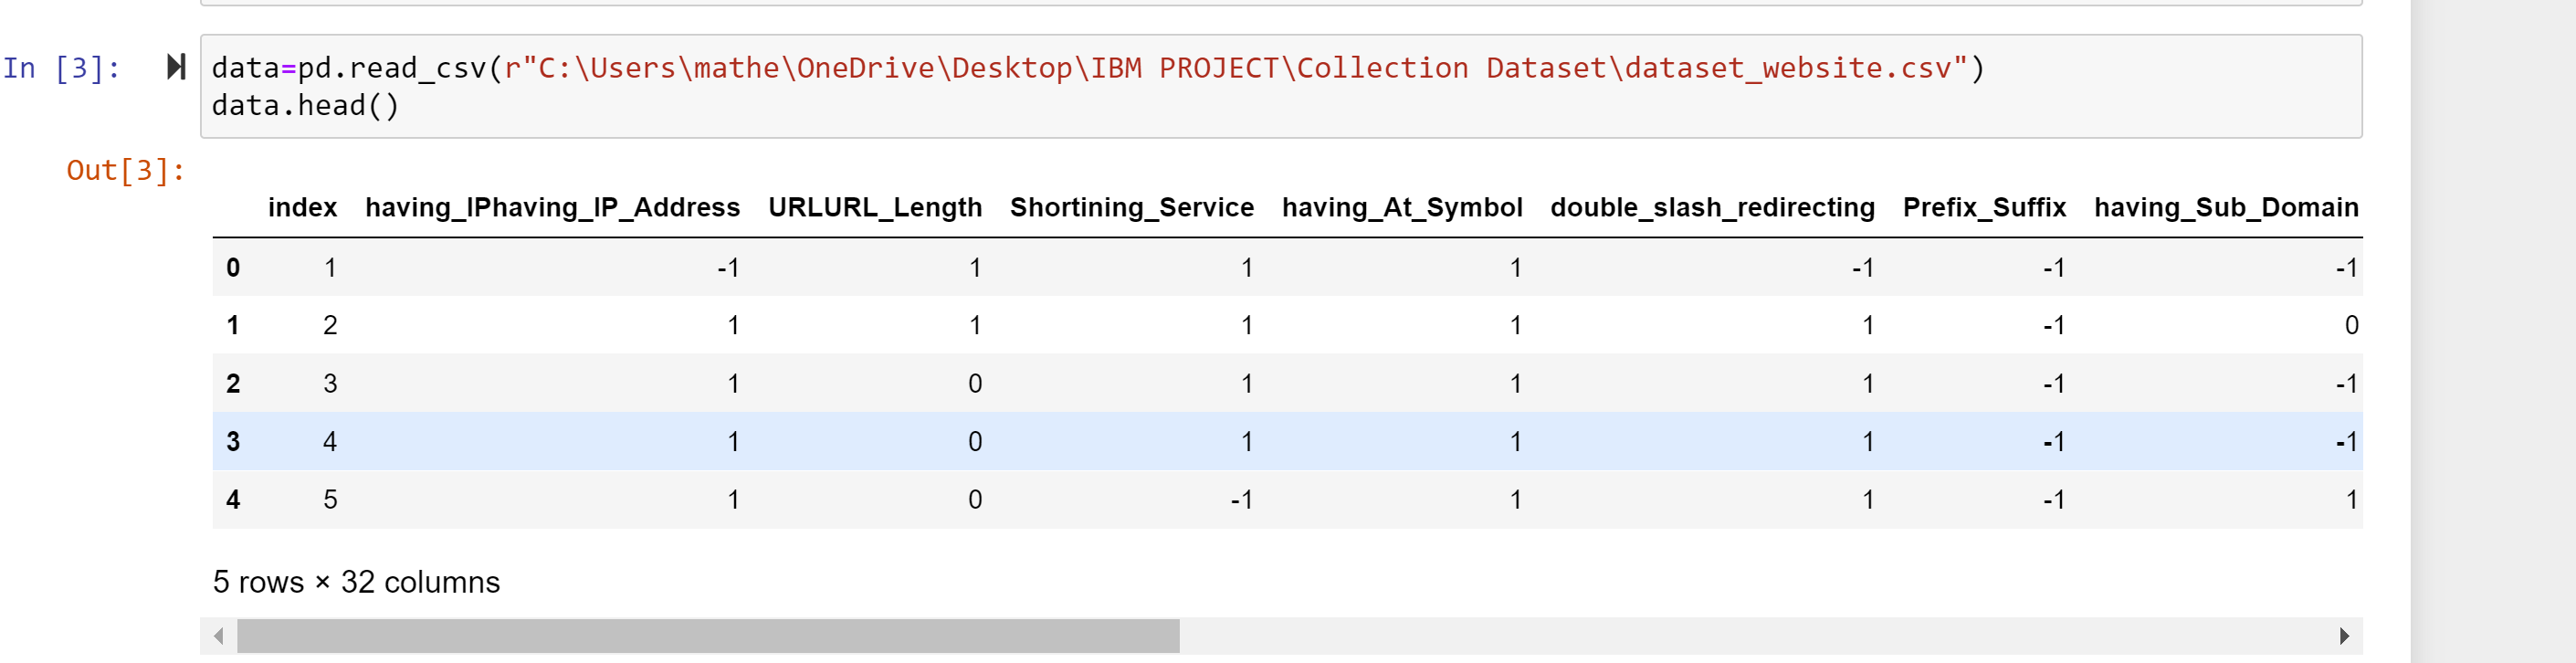 In [3]: data=pd.read_csv(r"C:\Users\mathe\OneDrive\Desktop\IBM PROJECT\Collection Dataset\dataset_website.csv")
data.head()
Out[3]:
index having_IPhaving_IP_Address URLURL_Length Shortining_Service having_At_Symbol double_slash_redirecting Prefix_Suffix having_Sub_Domain
0 1 -1 1 1 1 -1 -1 -1
1 2 1 1 1 1 1 -1 0
2 3 1 0 1 1 1 -1 -1
3 4 1 0 1 1 1 -1 -1
4 5 1 0 -1 1 1 -1 1
5 rows × 32 columns